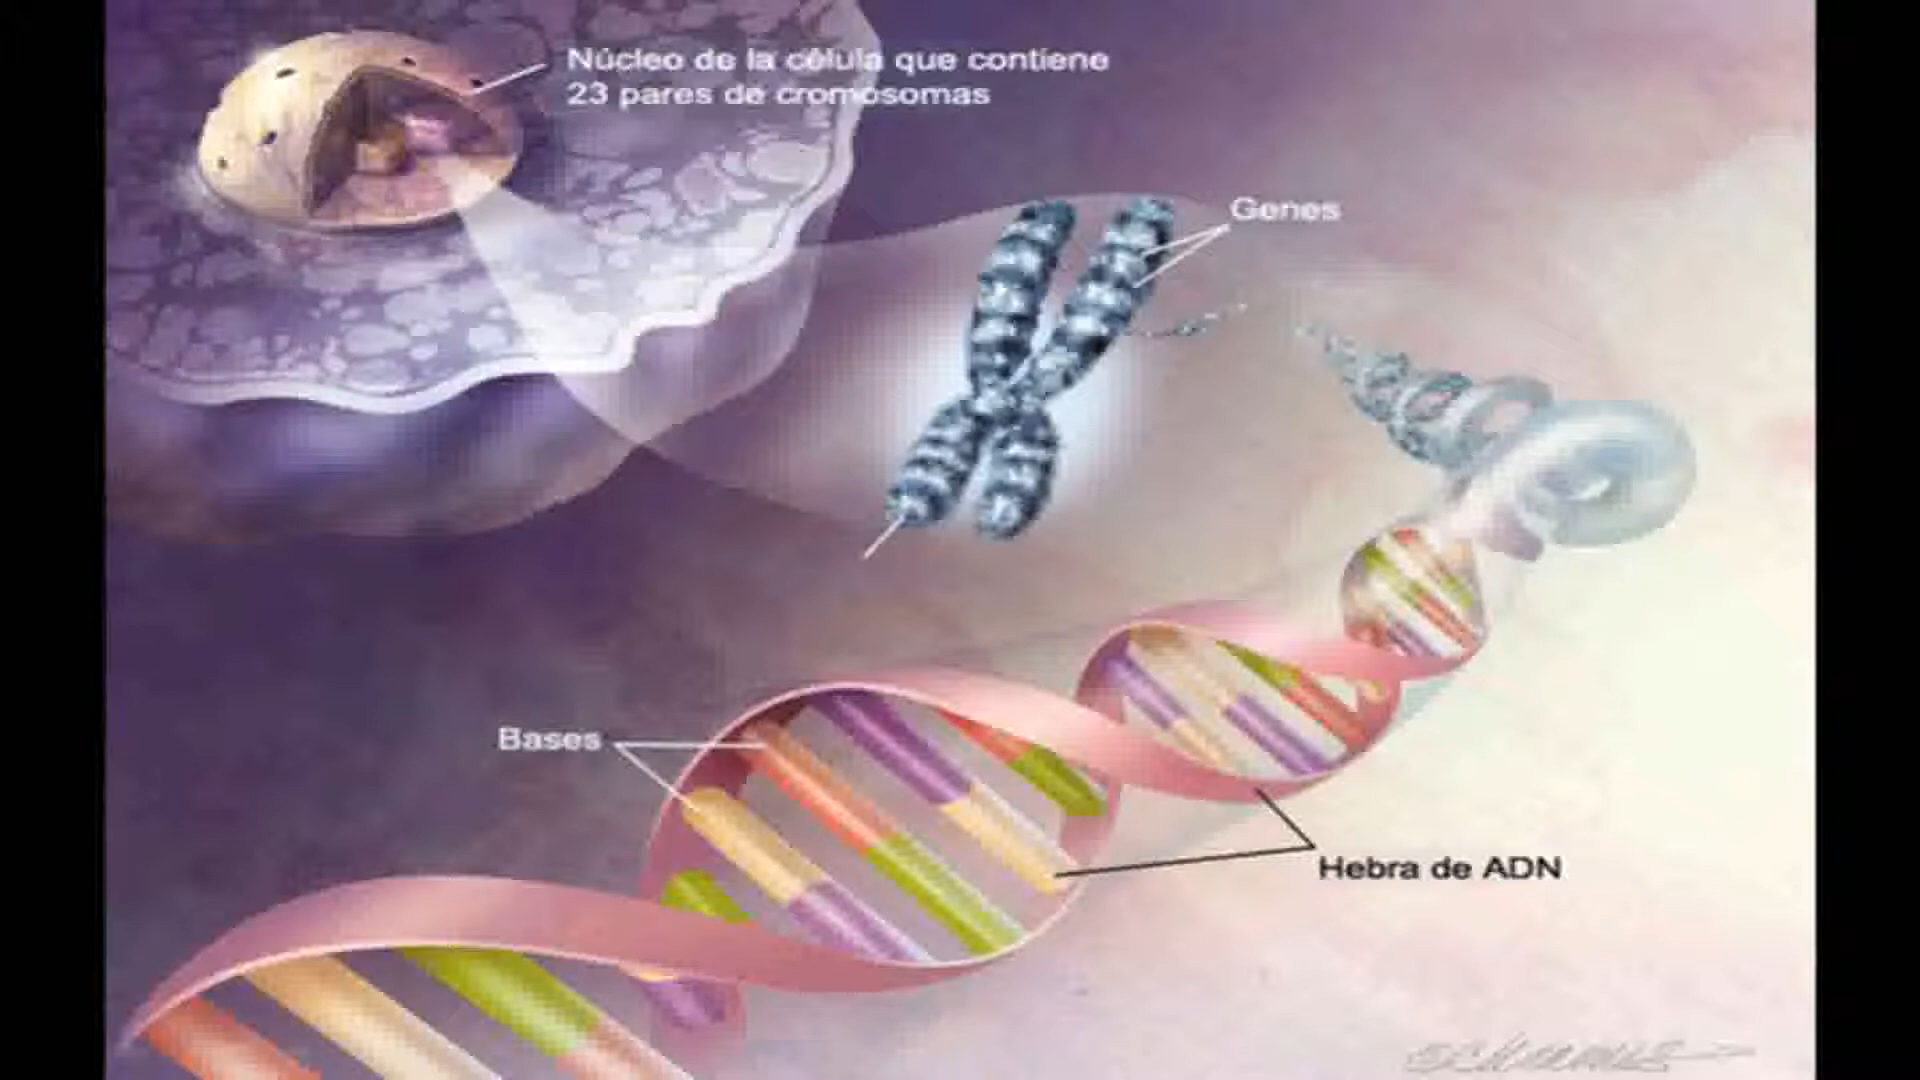 Núcleo de la célula que contiene
23 pares de cromosomas
Genes
Bases
Hebra de ADN